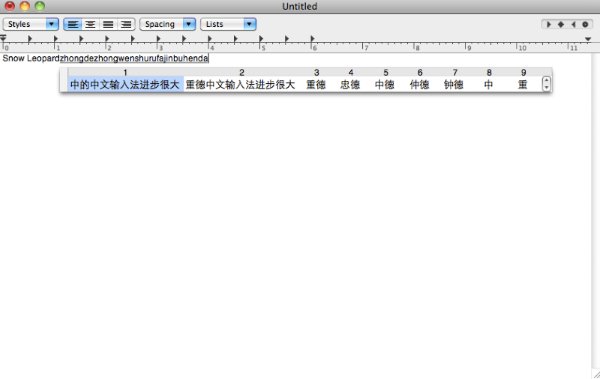 Untitled
Styles Spacing Lists
0 1 2 3 4 5 6 7 8 9 10 11
Snow Leopardzhongdezhongwenshurufajinbuhenda
1 2 3 4 5 6 7 8 9
中的中文输入法进步很大 重德中文输入法进步很大 重德 忠德 中德 仲德 钟德 中 重